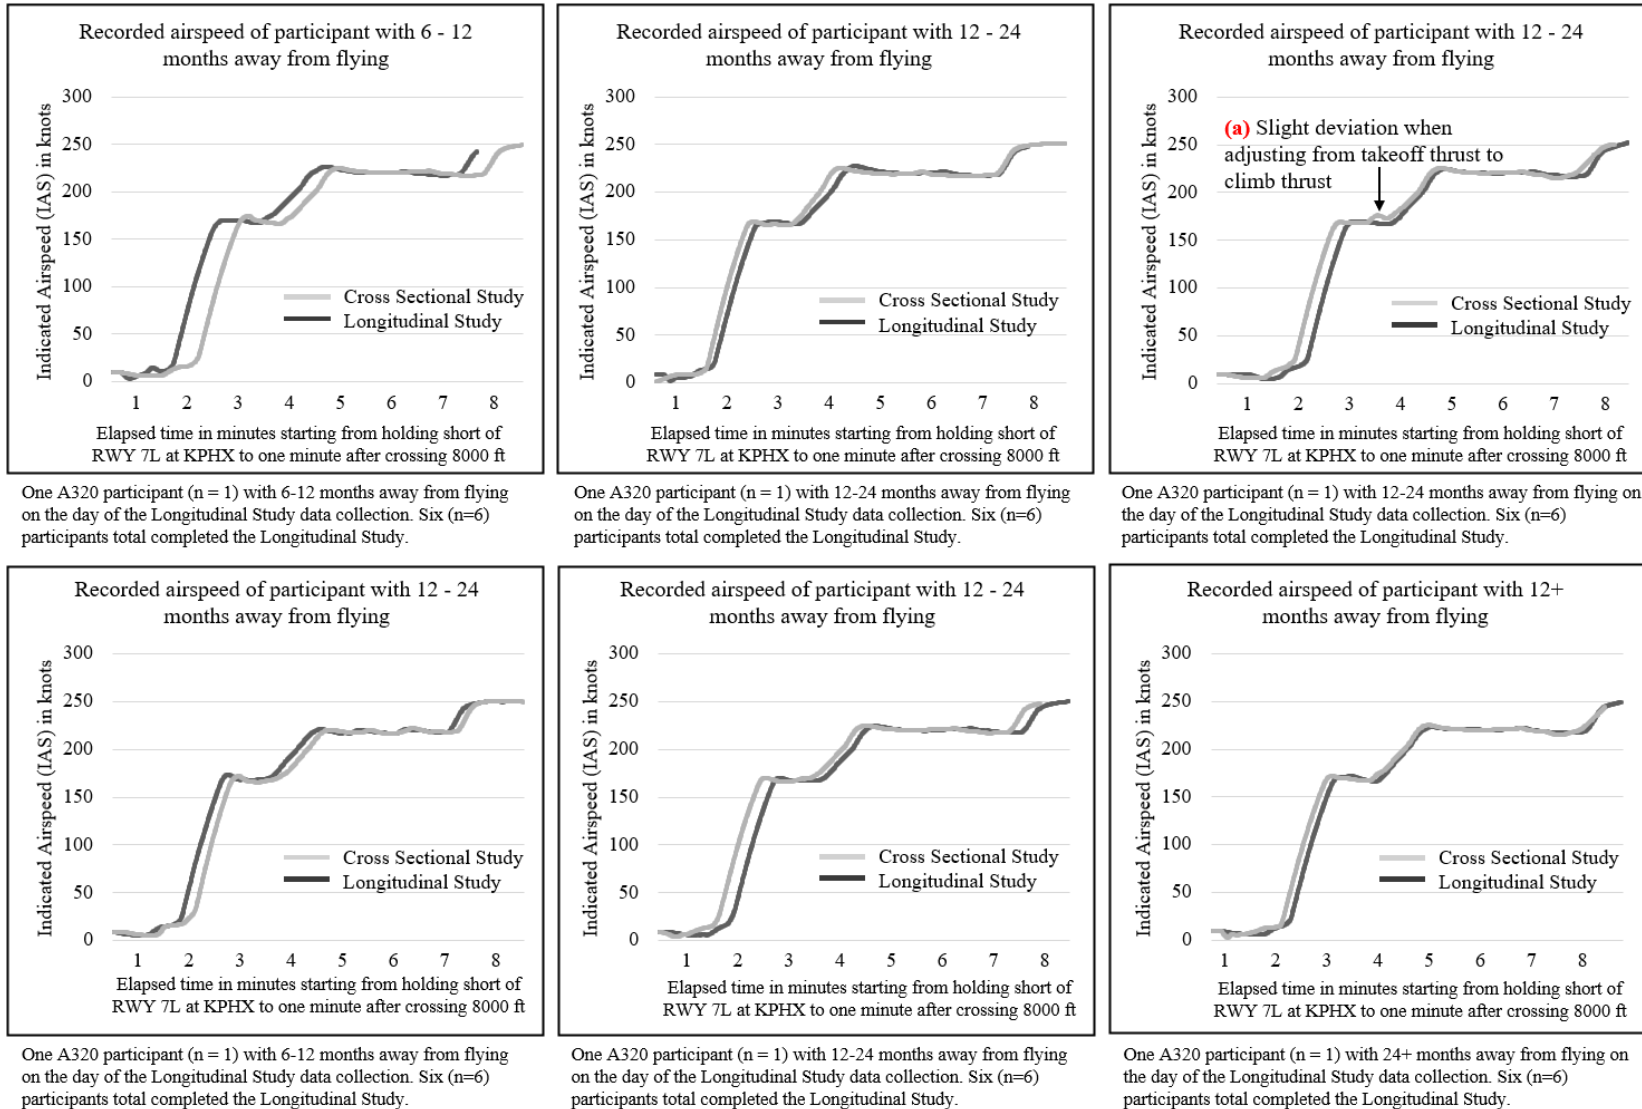 Recorded airspeed of participant with 6 - 12
months away from flying
300
250
200
150
100
50
0
Indicated Airspeed (IAS) in knots
Cross Sectional Study
Longitudinal Study
1 2 3 4 5 6 7 8
Elapsed time in minutes starting from holding short of
RWY 7L at KPHX to one minute after crossing 8000 ft
One A320 participant (n = 1) with 6-12 months away from flying
on the day of the Longitudinal Study data collection. Six (n=6)
participants total completed the Longitudinal Study.
Recorded airspeed of participant with 12 - 24
months away from flying
300
250
200
150
100
50
0
Indicated Airspeed (IAS) in knots
Cross Sectional Study
Longitudinal Study
1 2 3 4 5 6 7 8
Elapsed time in minutes starting from holding short of
RWY 7L at KPHX to one minute after crossing 8000 ft
One A320 participant (n = 1) with 12-24 months away from flying
on the day of the Longitudinal Study data collection. Six (n=6)
participants total completed the Longitudinal Study.
Recorded airspeed of participant with 12 - 24
months away from flying
300
250
200
150
100
50
0
Indicated Airspeed (IAS) in knots
(a) Slight deviation when
adjusting from takeoff thrust to
climb thrust
Cross Sectional Study
Longitudinal Study
1 2 3 4 5 6 7 8
Elapsed time in minutes starting from holding short of
RWY 7L at KPHX to one minute after crossing 8000 ft
One A320 participant (n = 1) with 12-24 months away from flying on
the day of the Longitudinal Study data collection. Six (n=6)
participants total completed the Longitudinal Study.
Recorded airspeed of participant with 12 - 24
months away from flying
300
250
200
150
100
50
0
Indicated Airspeed (IAS) in knots
Cross Sectional Study
Longitudinal Study
1 2 3 4 5 6 7 8
Elapsed time in minutes starting from holding short of
RWY 7L at KPHX to one minute after crossing 8000 ft
One A320 participant (n = 1) with 6-12 months away from flying
on the day of the Longitudinal Study data collection. Six (n=6)
participants total completed the Longitudinal Study.
Recorded airspeed of participant with 12 - 24
months away from flying
300
250
200
150
100
50
0
Indicated Airspeed (IAS) in knots
Cross Sectional Study
Longitudinal Study
1 2 3 4 5 6 7 8
Elapsed time in minutes starting from holding short of
RWY 7L at KPHX to one minute after crossing 8000 ft
One A320 participant (n = 1) with 12-24 months away from flying
on the day of the Longitudinal Study data collection. Six (n=6)
participants total completed the Longitudinal Study.
Recorded airspeed of participant with 12+
months away from flying
300
250
200
150
100
50
0
Indicated Airspeed (IAS) in knots
Cross Sectional Study
Longitudinal Study
1 2 3 4 5 6 7 8
Elapsed time in minutes starting from holding short of
RWY 7L at KPHX to one minute after crossing 8000 ft
One A320 participant (n = 1) with 24+ months away from flying on
the day of the Longitudinal Study data collection. Six (n=6)
participants total completed the Longitudinal Study.